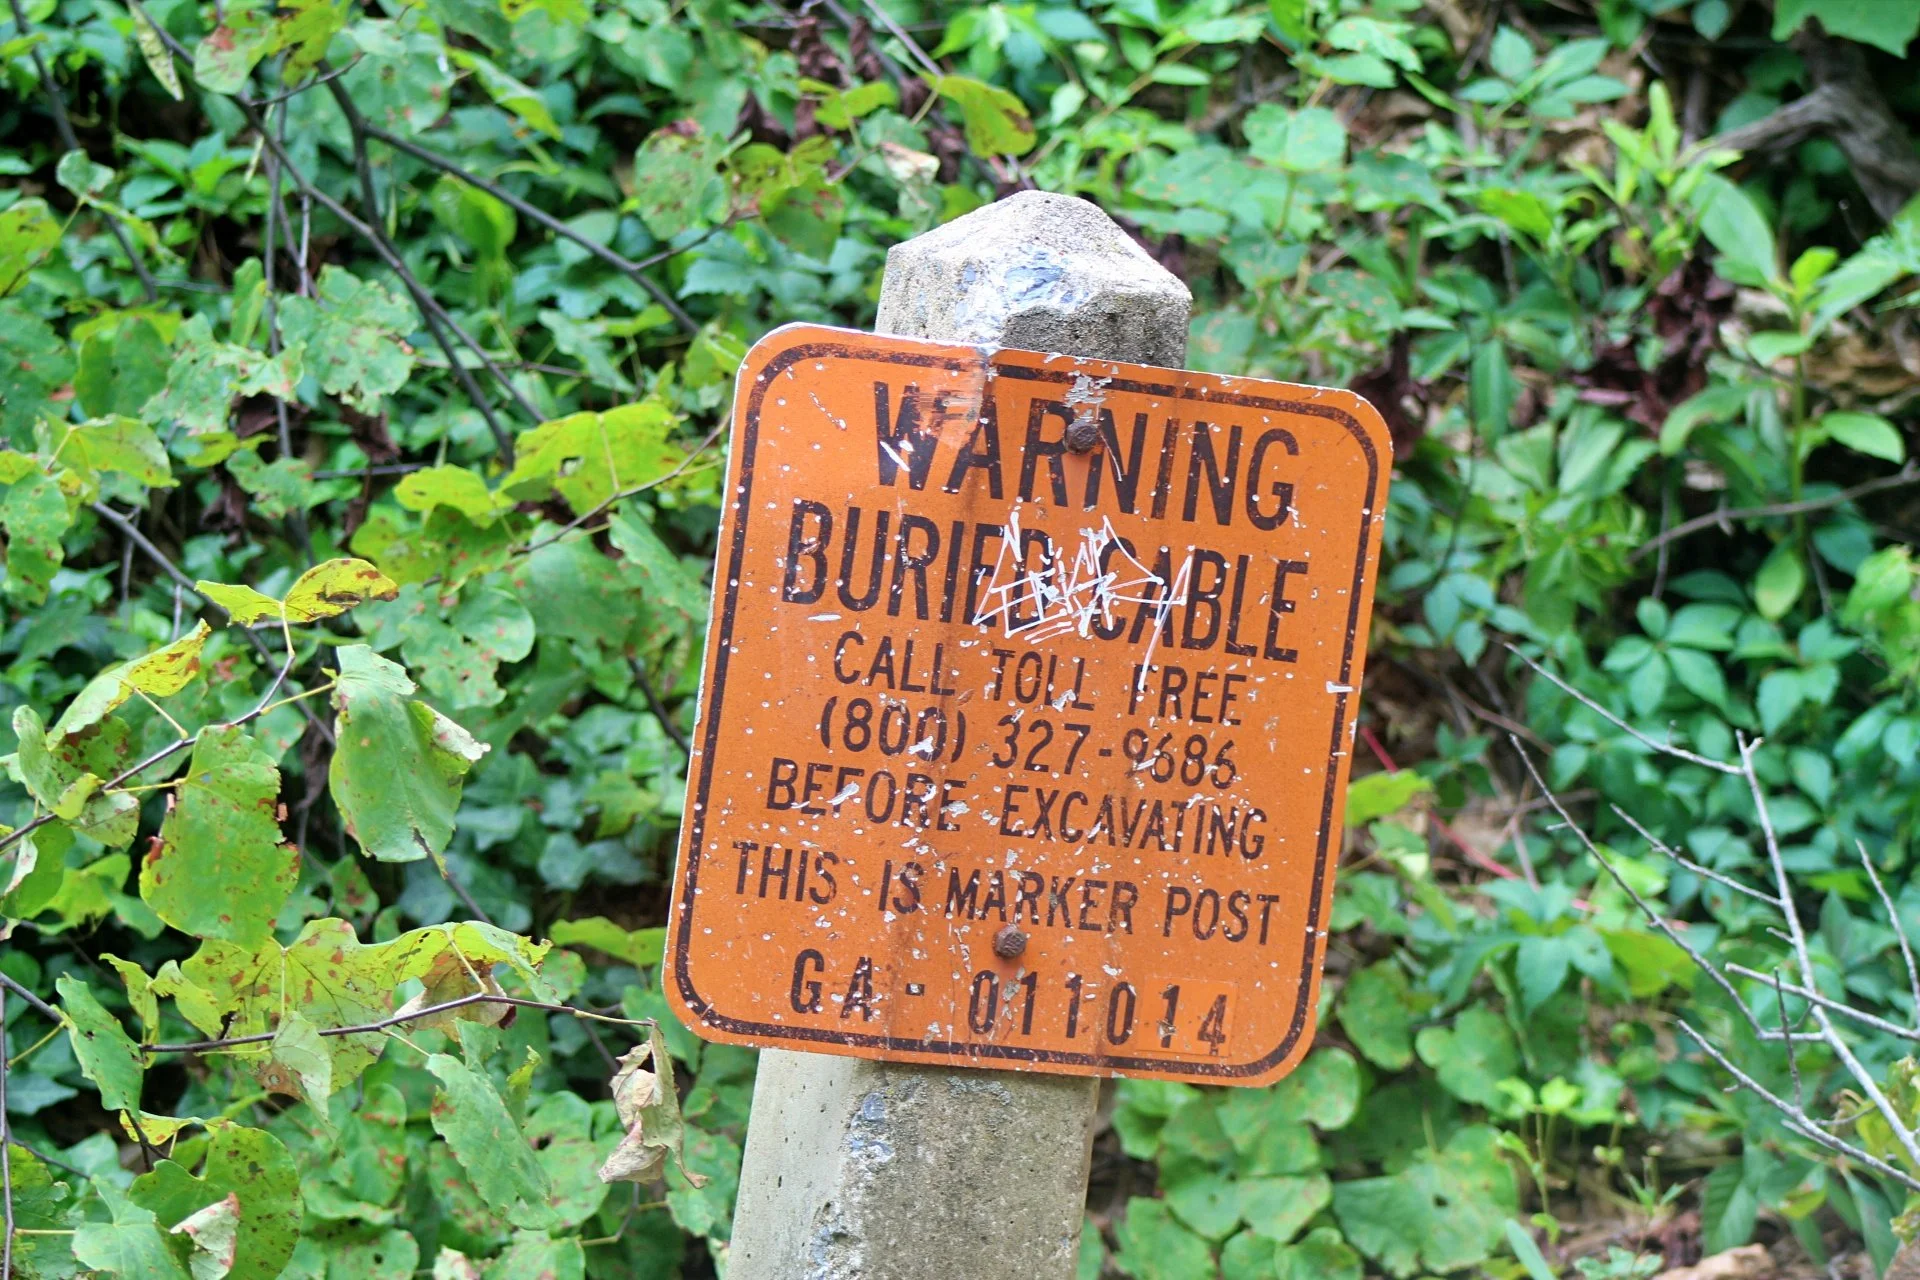 WARNING
BURIED CABLE
CALL TOLL FREE
(800) 327-9686
BEFORE EXCAVATING
THIS IS MARKER POST
GA - 011014